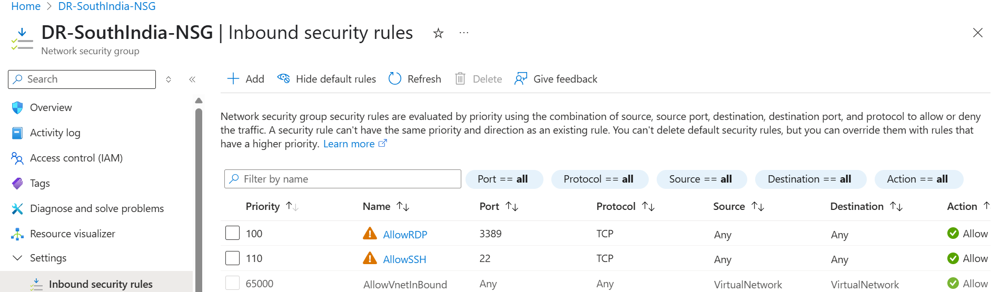 Home > DR-SouthIndia-NSG
DR-SouthIndia-NSG | Inbound security rules
Network security group
Search
Overview
Activity log
Access control (IAM)
Tags
Diagnose and solve problems
Resource visualizer
Settings
Inbound security rules
Add Hide default rules Refresh Delete Give feedback
Network security group security rules are evaluated by priority using the combination of source, source port, destination, destination port, and protocol to allow or deny
the traffic. A security rule can't have the same priority and direction as an existing rule. You can't delete default security rules, but you can override them with rules that
have a higher priority. Learn more
Filter by name Port == all Protocol == all Source == all Destination == all Action == all
Priority Name Port Protocol Source Destination Action
100 AllowRDP 3389 TCP Any Any Allow
110 AllowSSH 22 TCP Any Any Allow
65000 AllowVnetInBound Any Any VirtualNetwork VirtualNetwork Allow